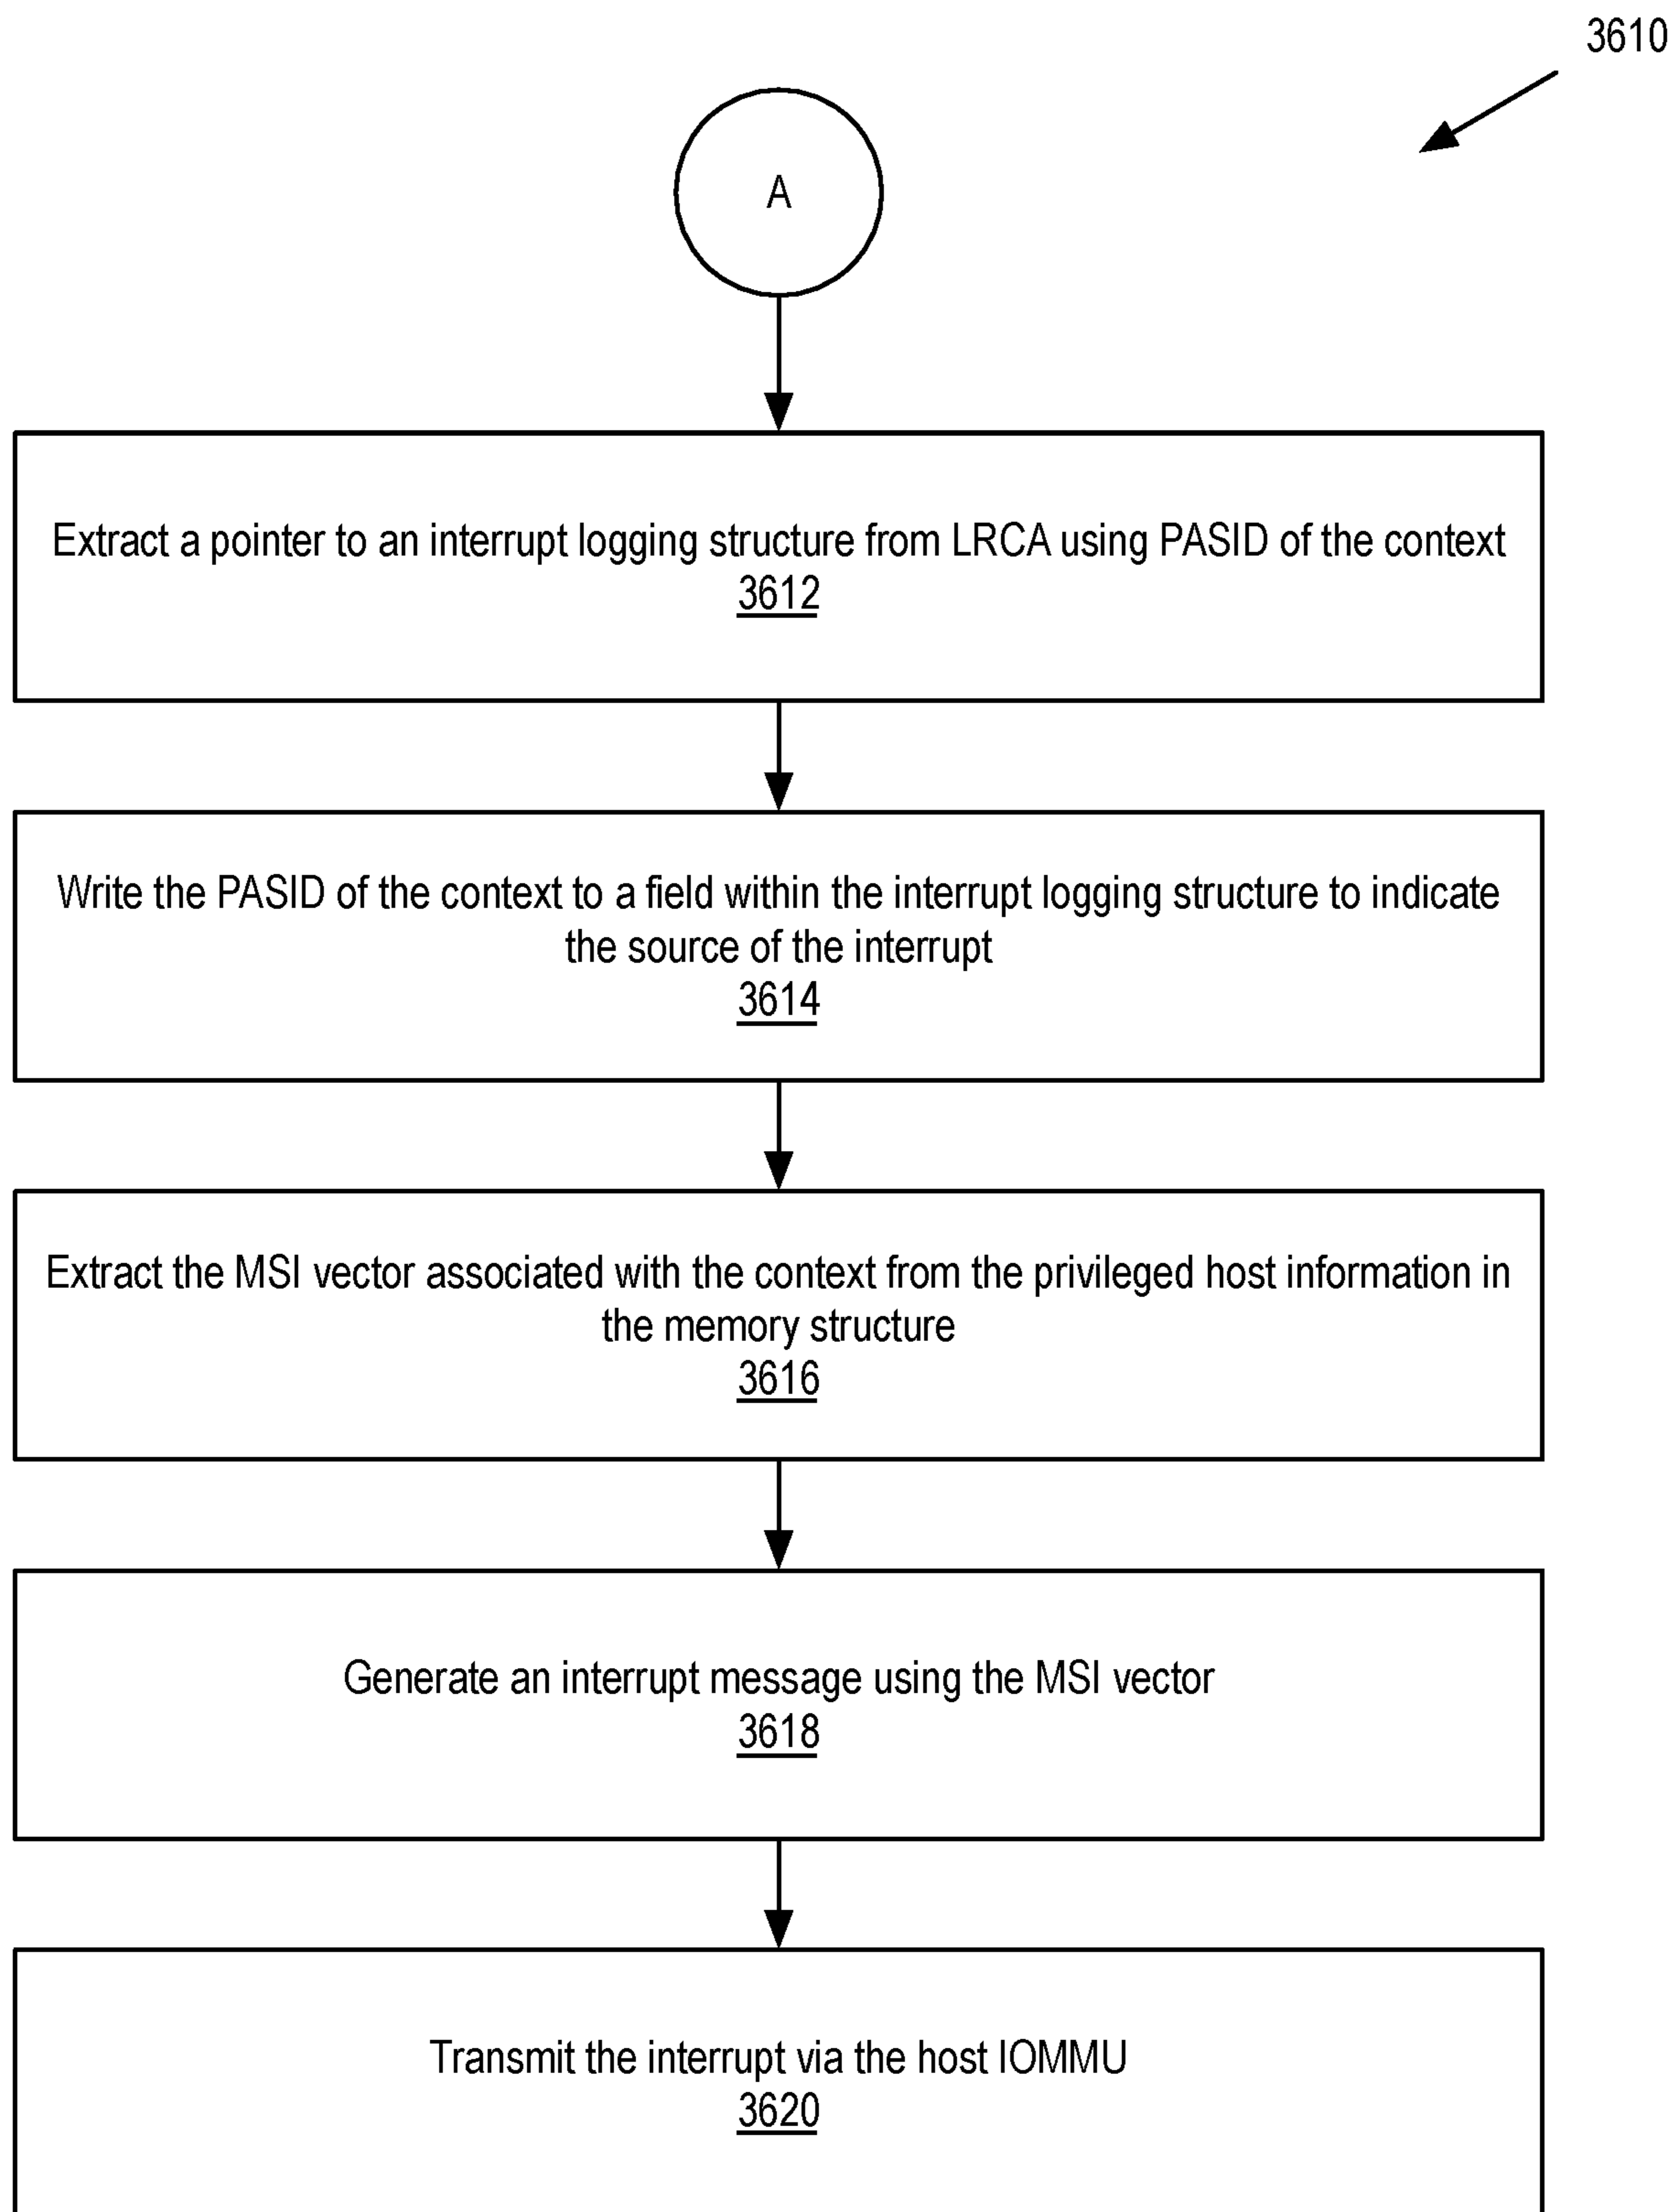 3610
A
Extract a pointer to an interrupt logging structure from LRCA using PASID of the context
3612
Write the PASID of the context to a field within the interrupt logging structure to indicate
the source of the interrupt
3614
Extract the MSI vector associated with the context from the privileged host information in
the memory structure
3616
Generate an interrupt message using the MSI vector
3618
Transmit the interrupt via the host IOMMU
3620